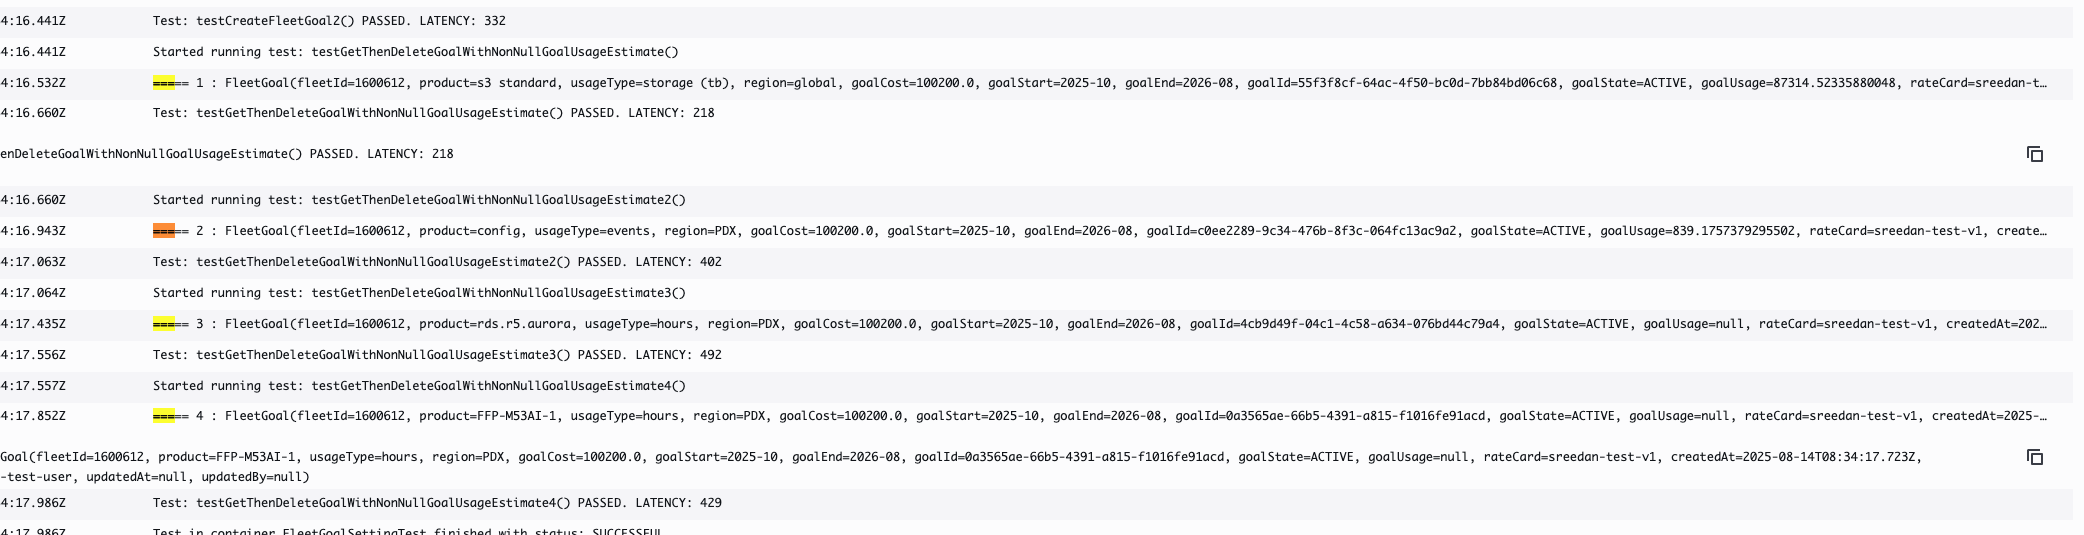 4:16.441Z Test: testCreateFleetGoal2() PASSED. LATENCY: 332
4:16.441Z Started running test: testGetThenDeleteGoalWithNonNullGoalUsageEstimate()
4:16.532Z ===== 1 : FleetGoal(fleetId=1600612, product=s3 standard, usageType=storage (tb), region=global, goalCost=100200.0, goalStart=2025-10, goalEnd=2026-08, goalId=55f3f8cf-64ac-4f50-bc0d-7bb84bd06c68, goalState=ACTIVE, goalUsage=87314.52335880048, rateCard=sreedan-t…
4:16.660Z Test: testGetThenDeleteGoalWithNonNullGoalUsageEstimate() PASSED. LATENCY: 218
enDeleteGoalWithNonNullGoalUsageEstimate() PASSED. LATENCY: 218
4:16.660Z Started running test: testGetThenDeleteGoalWithNonNullGoalUsageEstimate2()
4:16.943Z ===== 2 : FleetGoal(fleetId=1600612, product=config, usageType=events, region=PDX, goalCost=100200.0, goalStart=2025-10, goalEnd=2026-08, goalId=c0ee2289-9c34-476b-8f3c-064fc13ac9a2, goalState=ACTIVE, goalUsage=839.1757379295502, rateCard=sreedan-test-v1, create…
4:17.063Z Test: testGetThenDeleteGoalWithNonNullGoalUsageEstimate2() PASSED. LATENCY: 402
4:17.064Z Started running test: testGetThenDeleteGoalWithNonNullGoalUsageEstimate3()
4:17.435Z ===== 3 : FleetGoal(fleetId=1600612, product=rds.r5.aurora, usageType=hours, region=PDX, goalCost=100200.0, goalStart=2025-10, goalEnd=2026-08, goalId=4cb9d49f-04c1-4c58-a634-076bd44c79a4, goalState=ACTIVE, goalUsage=null, rateCard=sreedan-test-v1, createdAt=202…
4:17.556Z Test: testGetThenDeleteGoalWithNonNullGoalUsageEstimate3() PASSED. LATENCY: 492
4:17.557Z Started running test: testGetThenDeleteGoalWithNonNullGoalUsageEstimate4()
4:17.852Z ===== 4 : FleetGoal(fleetId=1600612, product=FFP-M53AI-1, usageType=hours, region=PDX, goalCost=100200.0, goalStart=2025-10, goalEnd=2026-08, goalId=0a3565ae-66b5-4391-a815-f1016fe91acd, goalState=ACTIVE, goalUsage=null, rateCard=sreedan-test-v1, createdAt=2025-…
Goal(fleetId=1600612, product=FFP-M53AI-1, usageType=hours, region=PDX, goalCost=100200.0, goalStart=2025-10, goalEnd=2026-08, goalId=0a3565ae-66b5-4391-a815-f1016fe91acd, goalState=ACTIVE, goalUsage=null, rateCard=sreedan-test-v1, createdAt=2025-08-14T08:34:17.723Z,
-test-user, updatedAt=null, updatedBy=null)
4:17.986Z Test: testGetThenDeleteGoalWithNonNullGoalUsageEstimate4() PASSED. LATENCY: 429
4:17.986Z Test in container FleetGoalSettingTest finished with status: SUCCESSFUL